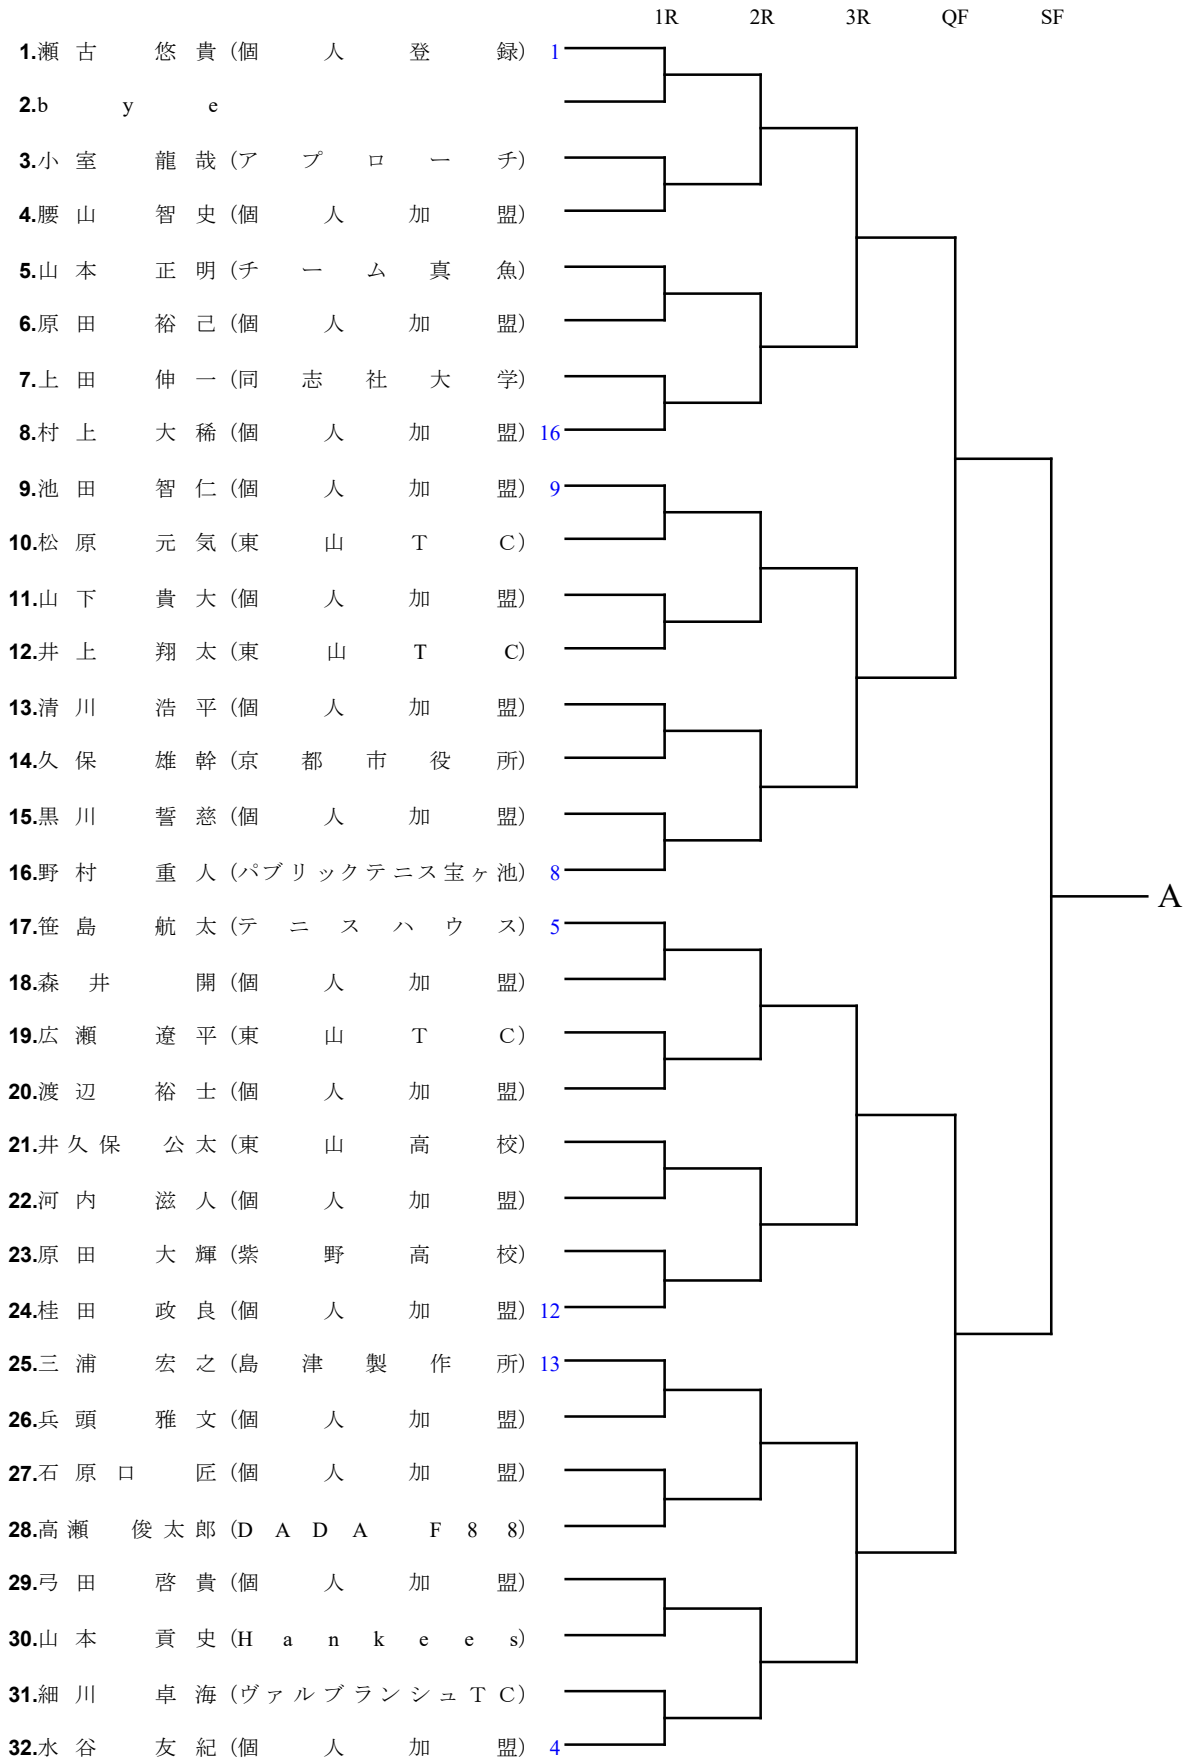 1R 2R 3R QF SF
1.瀬古 悠貴(個人登録) 1
2.bye
3.小室 龍哉(アプローチ)
4.腰山 智史(個人加盟)
5.山本 正明(チーム真魚)
6.原田 裕己(個人加盟)
7.上田 伸一(同志社大学)
8.村上 大稀(個人加盟) 16
9.池田 智仁(個人加盟) 9
10.松原 元気(東山TC)
11.山下 貴大(個人加盟)
12.井上 翔太(東山TC)
13.清川 浩平(個人加盟)
14.久保 雄幹(京都市役所)
15.黒川 誓慈(個人加盟)
16.野村 重人(パブリックテニス宝ヶ池) 8
A
17.笹島 航太(テニスハウス) 5
18.森井 開(個人加盟)
19.広瀬 遼平(東山TC)
20.渡辺 裕士(個人加盟)
21.井久保 公太(東山高校)
22.河内 滋人(個人加盟)
23.原田 大輝(紫野高校)
24.桂田 政良(個人加盟) 12
25.三浦 宏之(島津製作所) 13
26.兵頭 雅文(個人加盟)
27.石原口 匠(個人加盟)
28.高瀬 俊太郎(DADA F88)
29.弓田 啓貴(個人加盟)
30.山本 貢史(Hankees)
31.細川 卓海(ヴァルブランシュTC)
32.水谷 友紀(個人加盟) 4